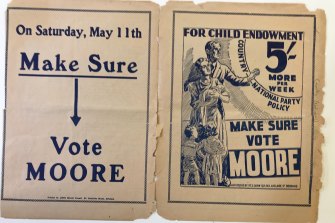 On Saturday, May 11th
Make Sure
Vote
MOORE
FOR CHILD ENDOWMENT
5/-
MORE
PER
WEEK
COUNTRY
NATIONAL PARTY
POLICY
MAKE SURE
VOTE
MOORE